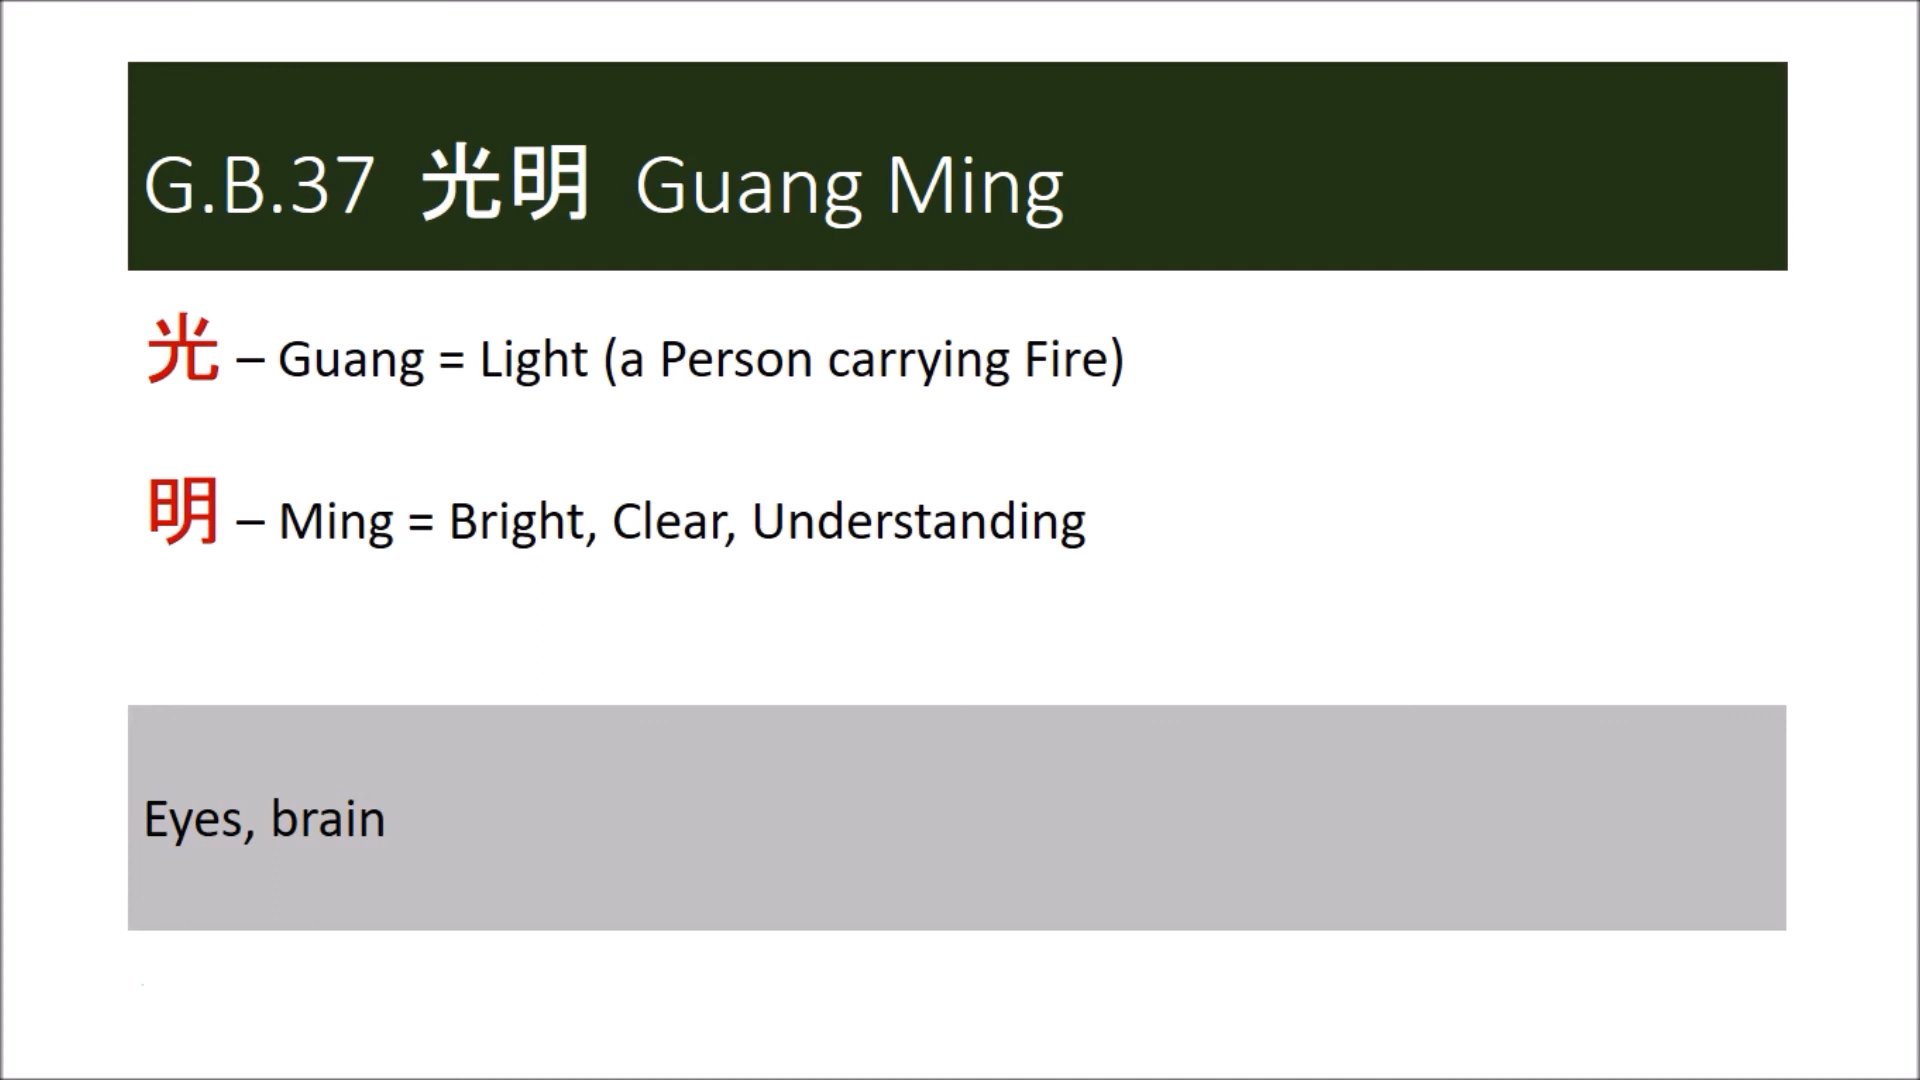 G.B.37 光明 Guang Ming
光 – Guang = Light (a Person carrying Fire)
明 – Ming = Bright, Clear, Understanding
Eyes, brain